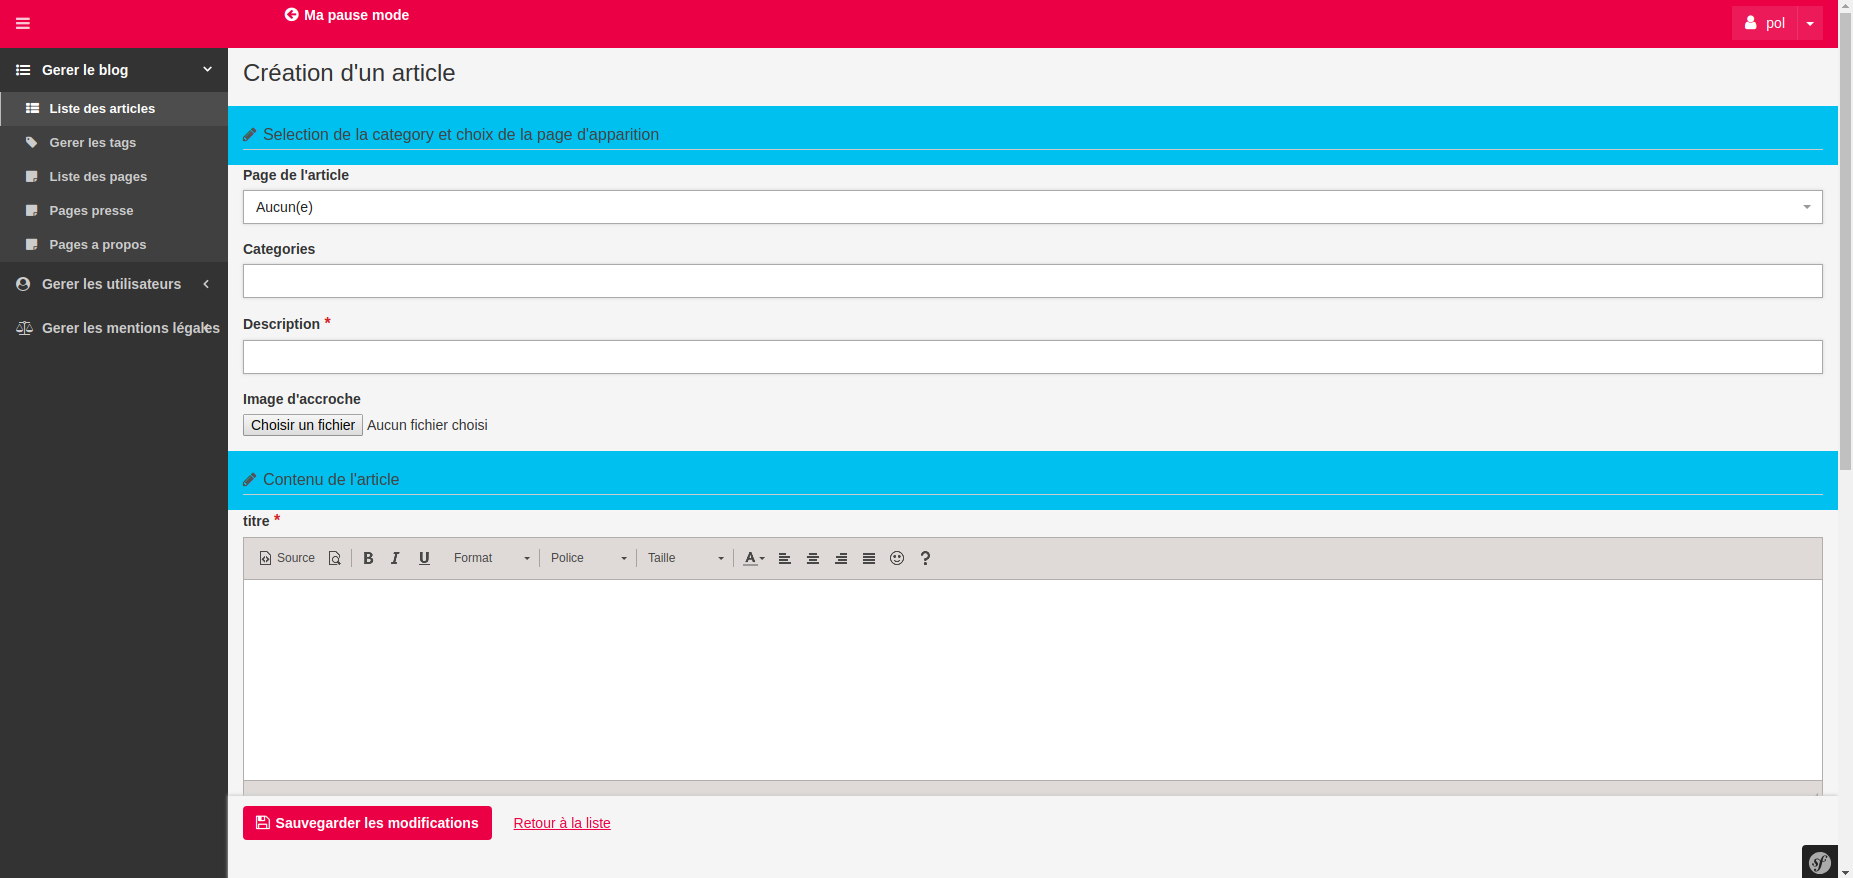 Ma pause mode
pol
Gerer le blog
Liste des articles
Gerer les tags
Liste des pages
Pages presse
Pages a propos
Gerer les utilisateurs
Gerer les mentions légales
Création d'un article
Selection de la category et choix de la page d'apparition
Page de l'article
Aucun(e)
Categories
Description *
Image d'accroche
Choisir un fichier Aucun fichier choisi
Contenu de l'article
titre *
Source B I U Format Police Taille A ?
Sauvegarder les modifications Retour à la liste
sf